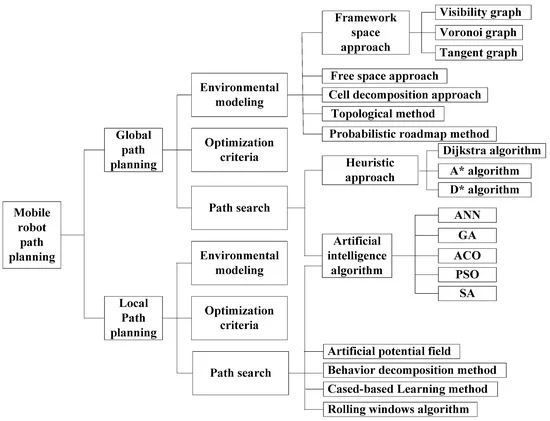 Mobile
robot
path
planning
Global
path
planning
Local
Path
planning
Environmental
modeling
Optimization
criteria
Path search
Environmental
modeling
Optimization
criteria
Path search
Framework
space
approach
Free space approach
Cell decomposition approach
Topological method
Probabilistic roadmap method
Heuristic
approach
Artificial
intelligence
algorithm
Artificial potential field
Behavior decomposition method
Cased-based Learning method
Rolling windows algorithm
Visibility graph
Voronoi graph
Tangent graph
Dijkstra algorithm
A* algorithm
D* algorithm
ANN
GA
ACO
PSO
SA